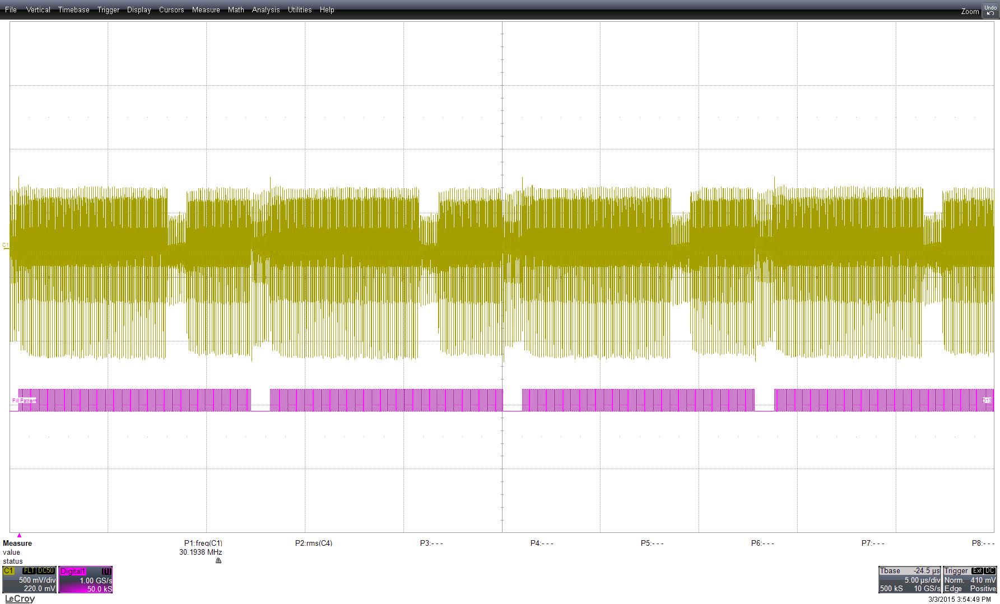 File Vertical Timebase Trigger Display Cursors Measure Math Analysis Utilities Help
Zoom Undo
C1
Fill Pattern
D13
Measure P1:freq(C1) P2:rms(C4) P3:- - - P4:- - - P5:- - - P6:- - - P7:- - - P8:- - -
value 30.1938 MHz
status
C1 FLT DC50
500 mV/div
220.0 mV
Digital1 [1]
1.00 GS/s
50.0 kS
Tbase -24.5 µs
5.00 µs/div
500 kS 10 GS/s
Trigger Ext DC
Norm. 410 mV
Edge Positive
LeCroy
3/3/2015 3:54:49 PM